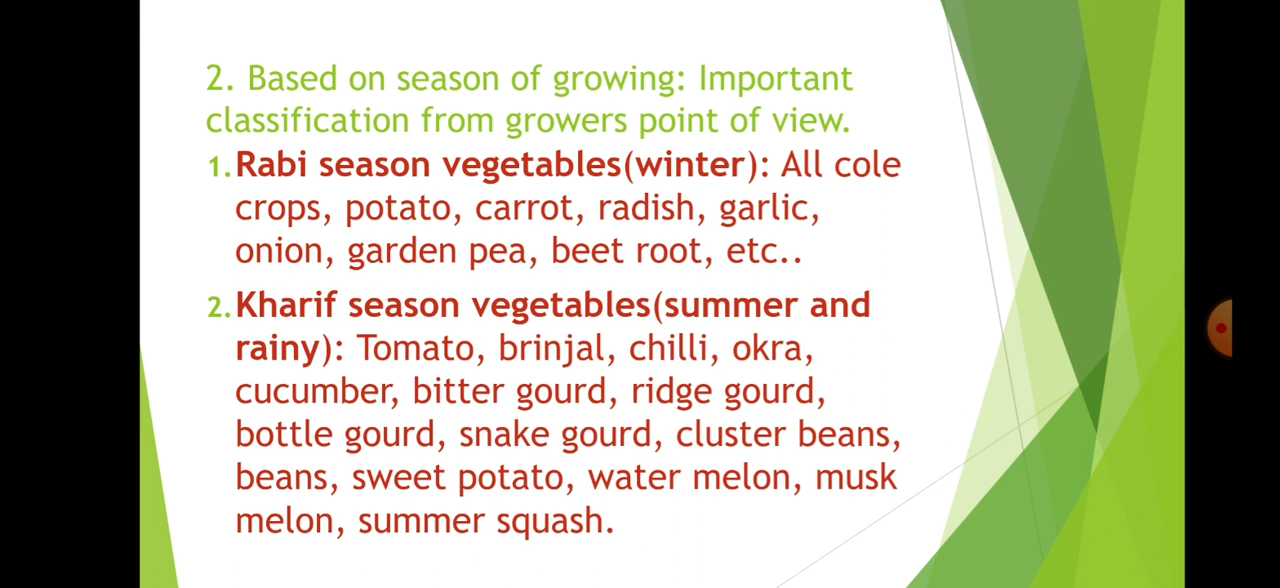 2. Based on season of growing: Important
classification from growers point of view.
1. Rabi season vegetables(winter): All cole
crops, potato, carrot, radish, garlic,
onion, garden pea, beet root, etc..
2. Kharif season vegetables(summer and
rainy): Tomato, brinjal, chilli, okra,
cucumber, bitter gourd, ridge gourd,
bottle gourd, snake gourd, cluster beans,
beans, sweet potato, water melon, musk
melon, summer squash.